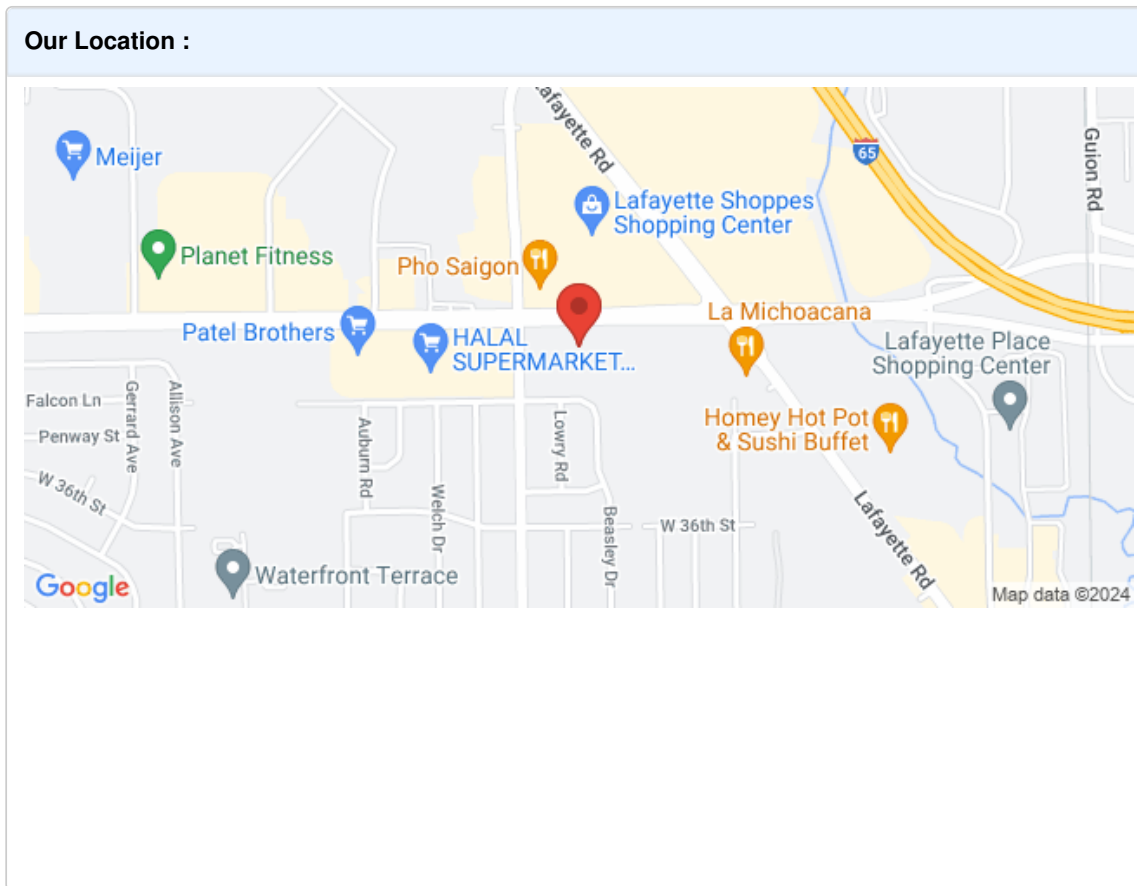 Our Location :
Lafayette Rd
65
Guion Rd
Meijer
Lafayette Shoppes
Shopping Center
Planet Fitness
Pho Saigon
La Michoacana
Patel Brothers
HALAL
SUPERMARKET...
Lafayette Place
Shopping Center
Falcon Ln
Gerrard Ave
Allison Ave
Penway St
Auburn Rd
Lowry Rd
Homey Hot Pot
& Sushi Buffet
W 36th St
Welch Dr
Beasley Dr
W 36th St
Lafayette Rd
Waterfront Terrace
Google
Map data ©2024